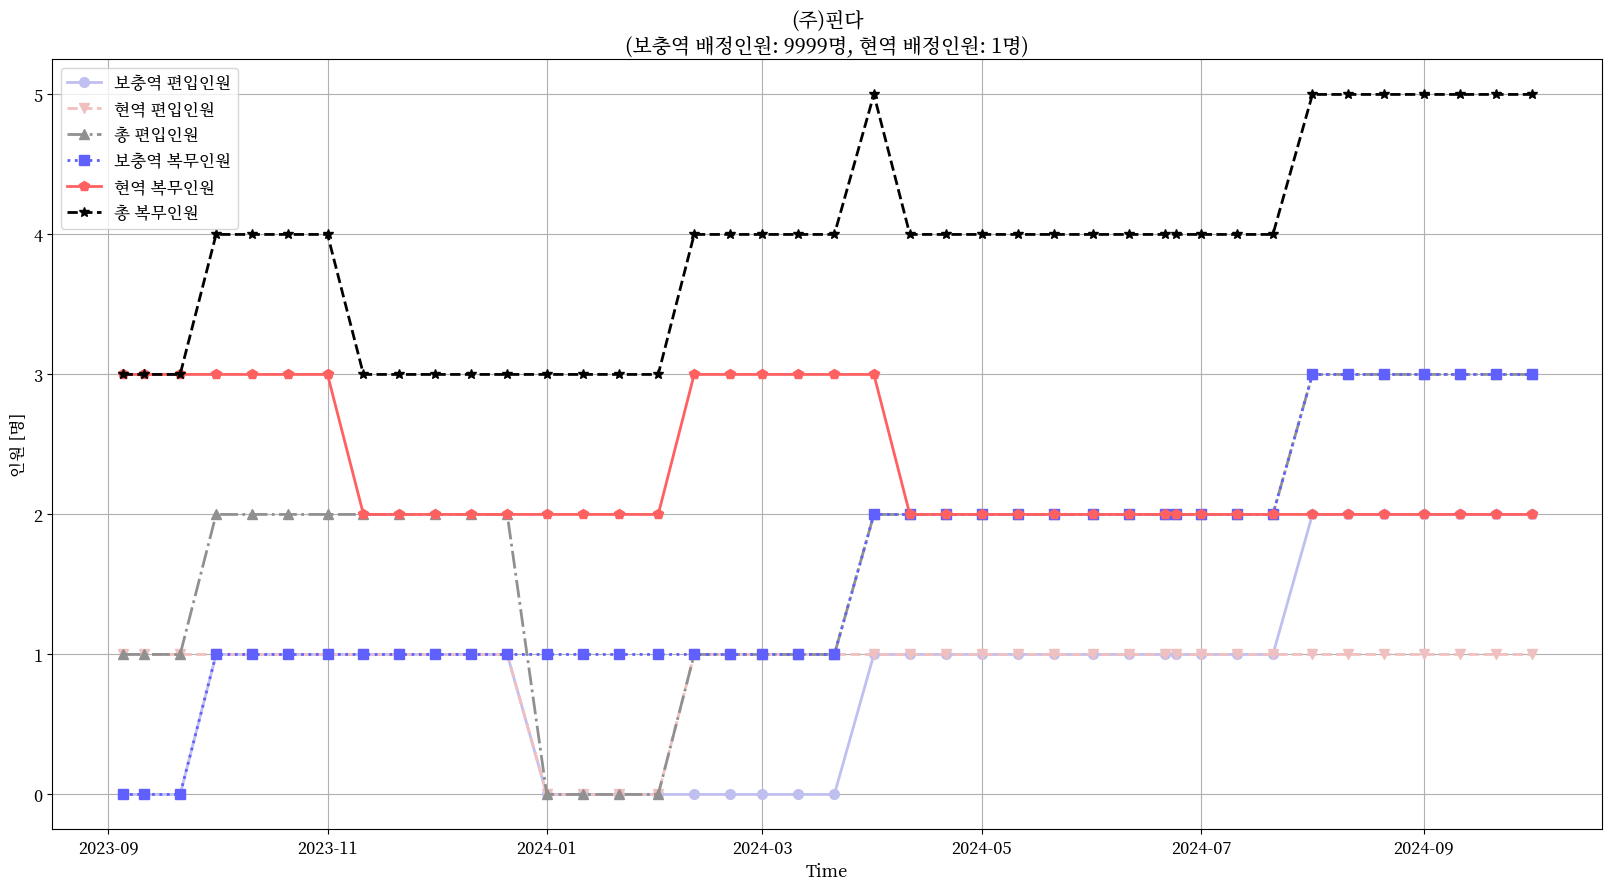 (주)핀다
(보충역 배정인원: 9999명, 현역 배정인원: 1명)
보충역 편입인원
현역 편입인원
총 편입인원
보충역 복무인원
현역 복무인원
총 복무인원
5
4
3
2
1
0
인원 [명]
2023-09 2023-11 2024-01 2024-03 2024-05 2024-07 2024-09
Time